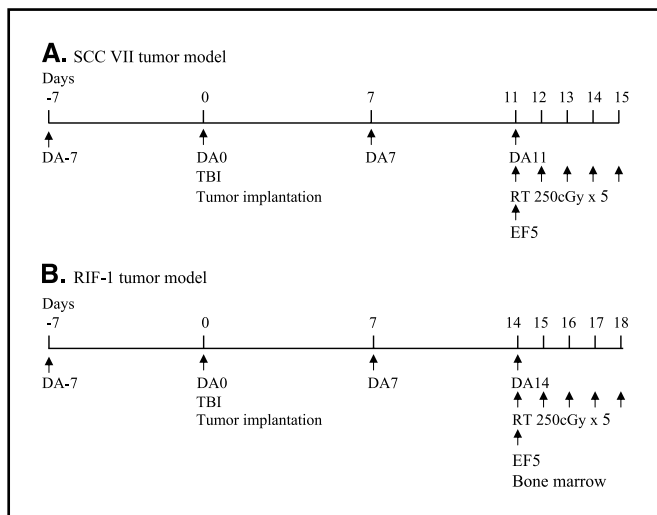 A. SCC VII tumor model
Days
-7 0 7 11 12 13 14 15
DA-7 DA0 DA7 DA11
TBI
Tumor implantation RT 250cGy x 5
EF5
B. RIF-1 tumor model
Days
-7 0 7 14 15 16 17 18
DA-7 DA0 DA7 DA14
TBI
Tumor implantation RT 250cGy x 5
EF5
Bone marrow